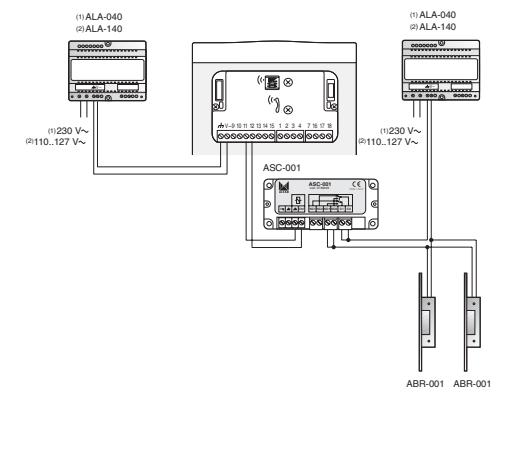 (1) ALA-040
(2) ALA-140
(1) ALA-040
(2) ALA-140
V~ 9 10 11 12 13 14 15 1 2 3 4 7 16 17 18
(1)230 V~
(2)110..127 V~
(1)230 V~
(2)110..127 V~
ASC-001
ASC-001
CE
ABR-001 ABR-001